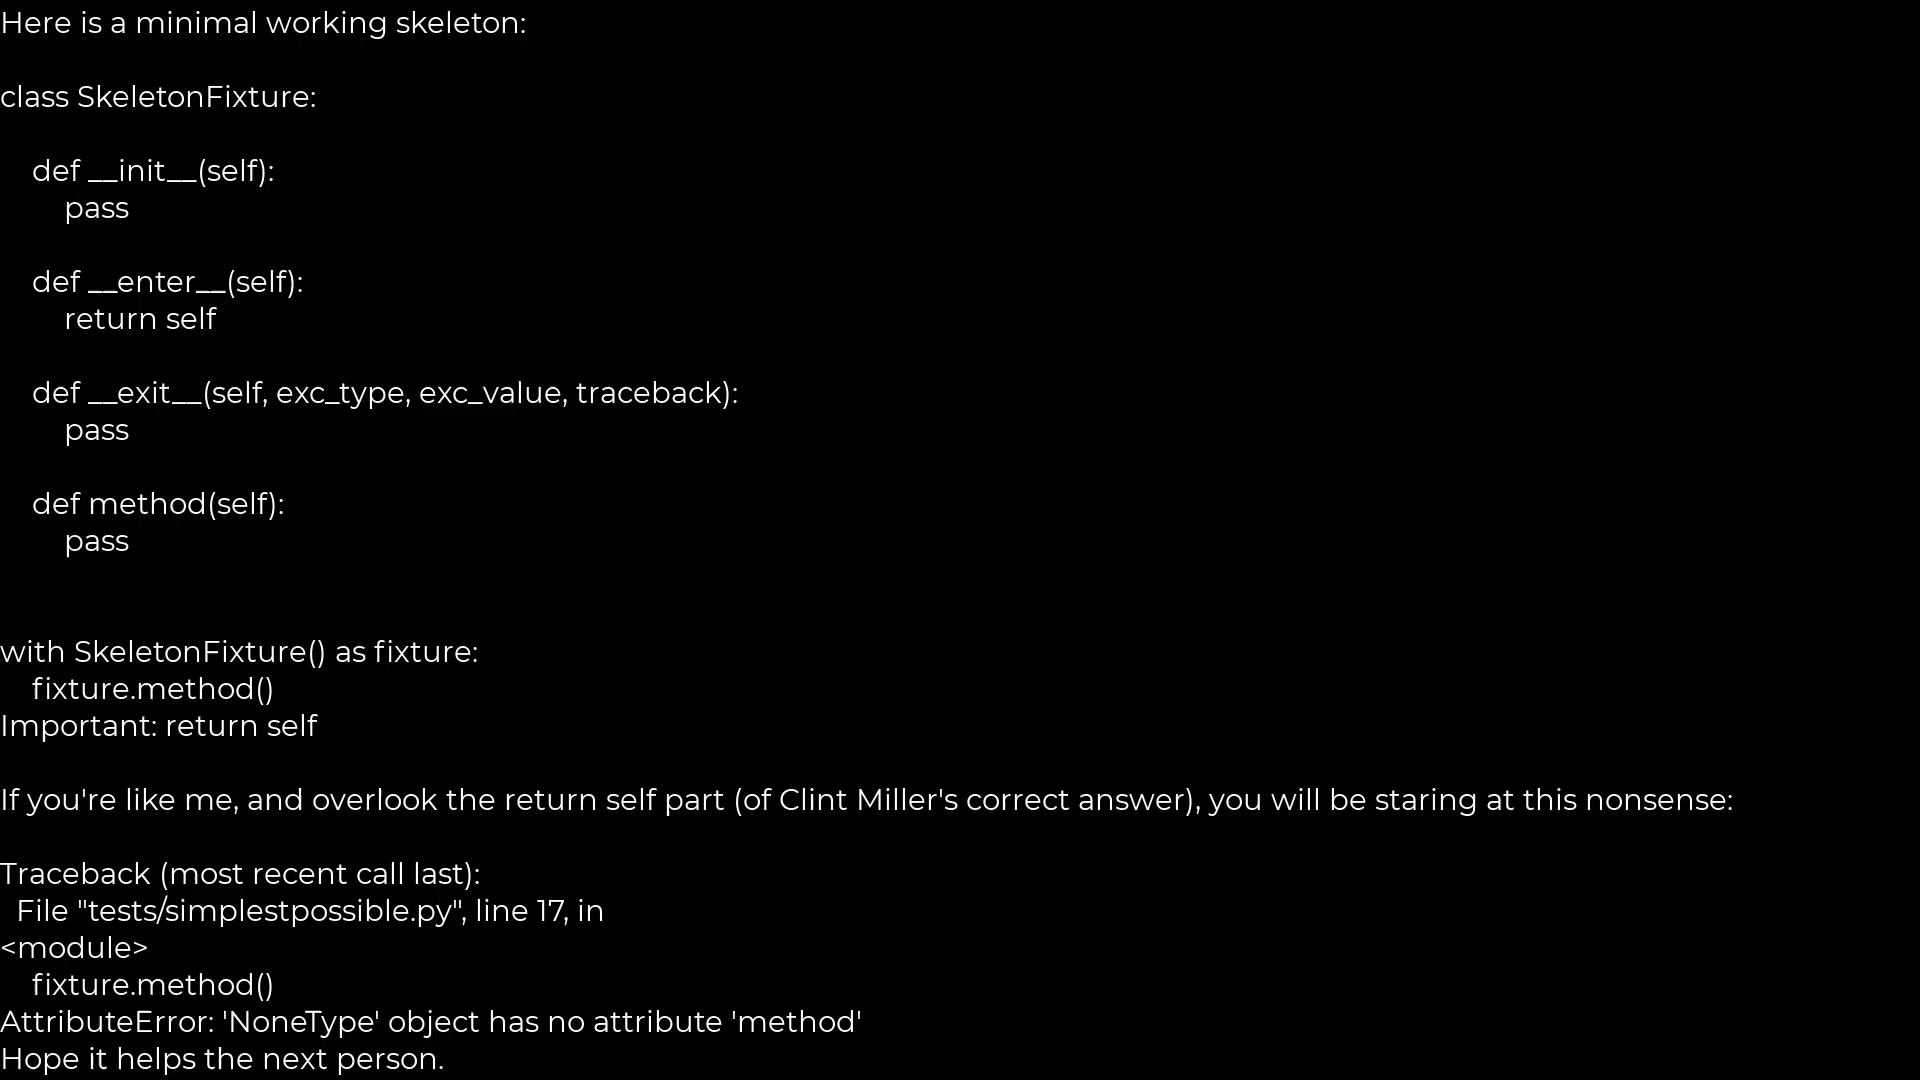 Here is a minimal working skeleton:

class SkeletonFixture:

    def __init__(self):
        pass

    def __enter__(self):
        return self

    def __exit__(self, exc_type, exc_value, traceback):
        pass

    def method(self):
        pass


with SkeletonFixture() as fixture:
    fixture.method()
Important: return self

If you're like me, and overlook the return self part (of Clint Miller's correct answer), you will be staring at this nonsense:

Traceback (most recent call last):
  File "tests/simplestpossible.py", line 17, in
<module>
    fixture.method()
AttributeError: 'NoneType' object has no attribute 'method'
Hope it helps the next person.